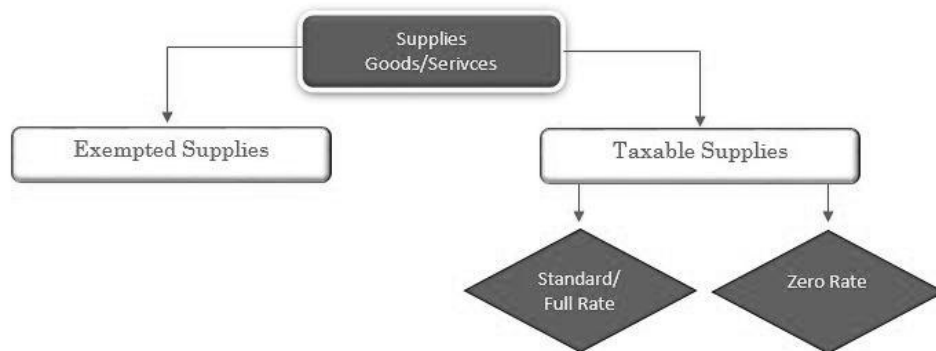 Supplies
Goods/Serivces
Exempted Supplies
Taxable Supplies
Standard/
Full Rate
Zero Rate